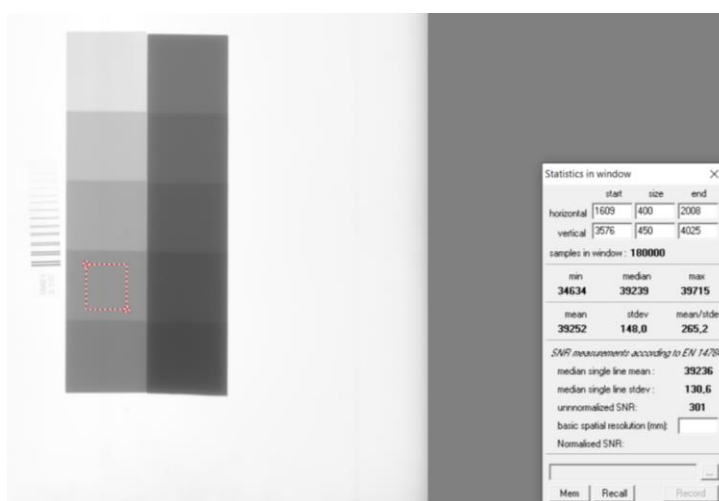 Statistics in window
start size end
horizontal 1609 400 2008
vertical 3576 450 4025
samples in window : 180000
min median max
34634 39239 39715
mean stdev mean/stde
39252 148,0 265,2
SNR measurements according to EN 1478
median single line mean : 39236
median single line stdev : 130,6
unnnormalized SNR: 301
basic spatial resolution (mm):
Normalised SNR:
...
Mem Recall Record